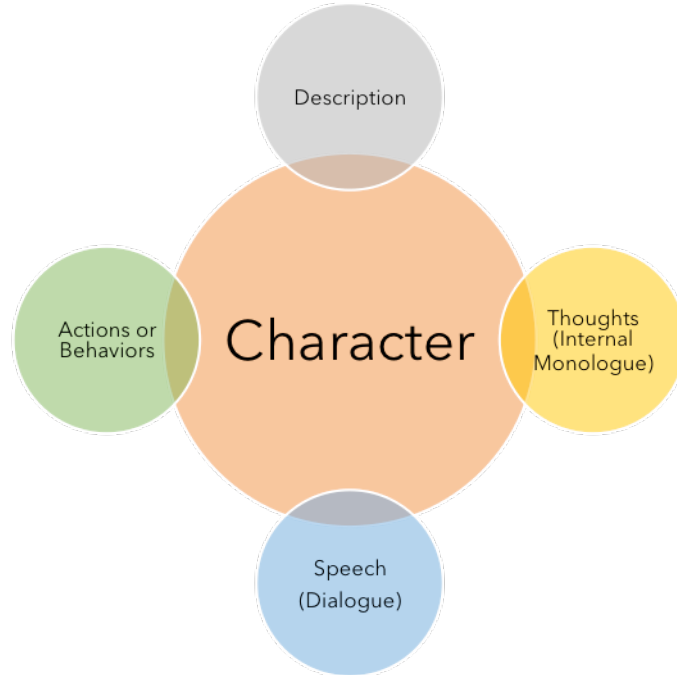 Description
Actions or
Behaviors
Character
Thoughts
(Internal
Monologue)
Speech
(Dialogue)